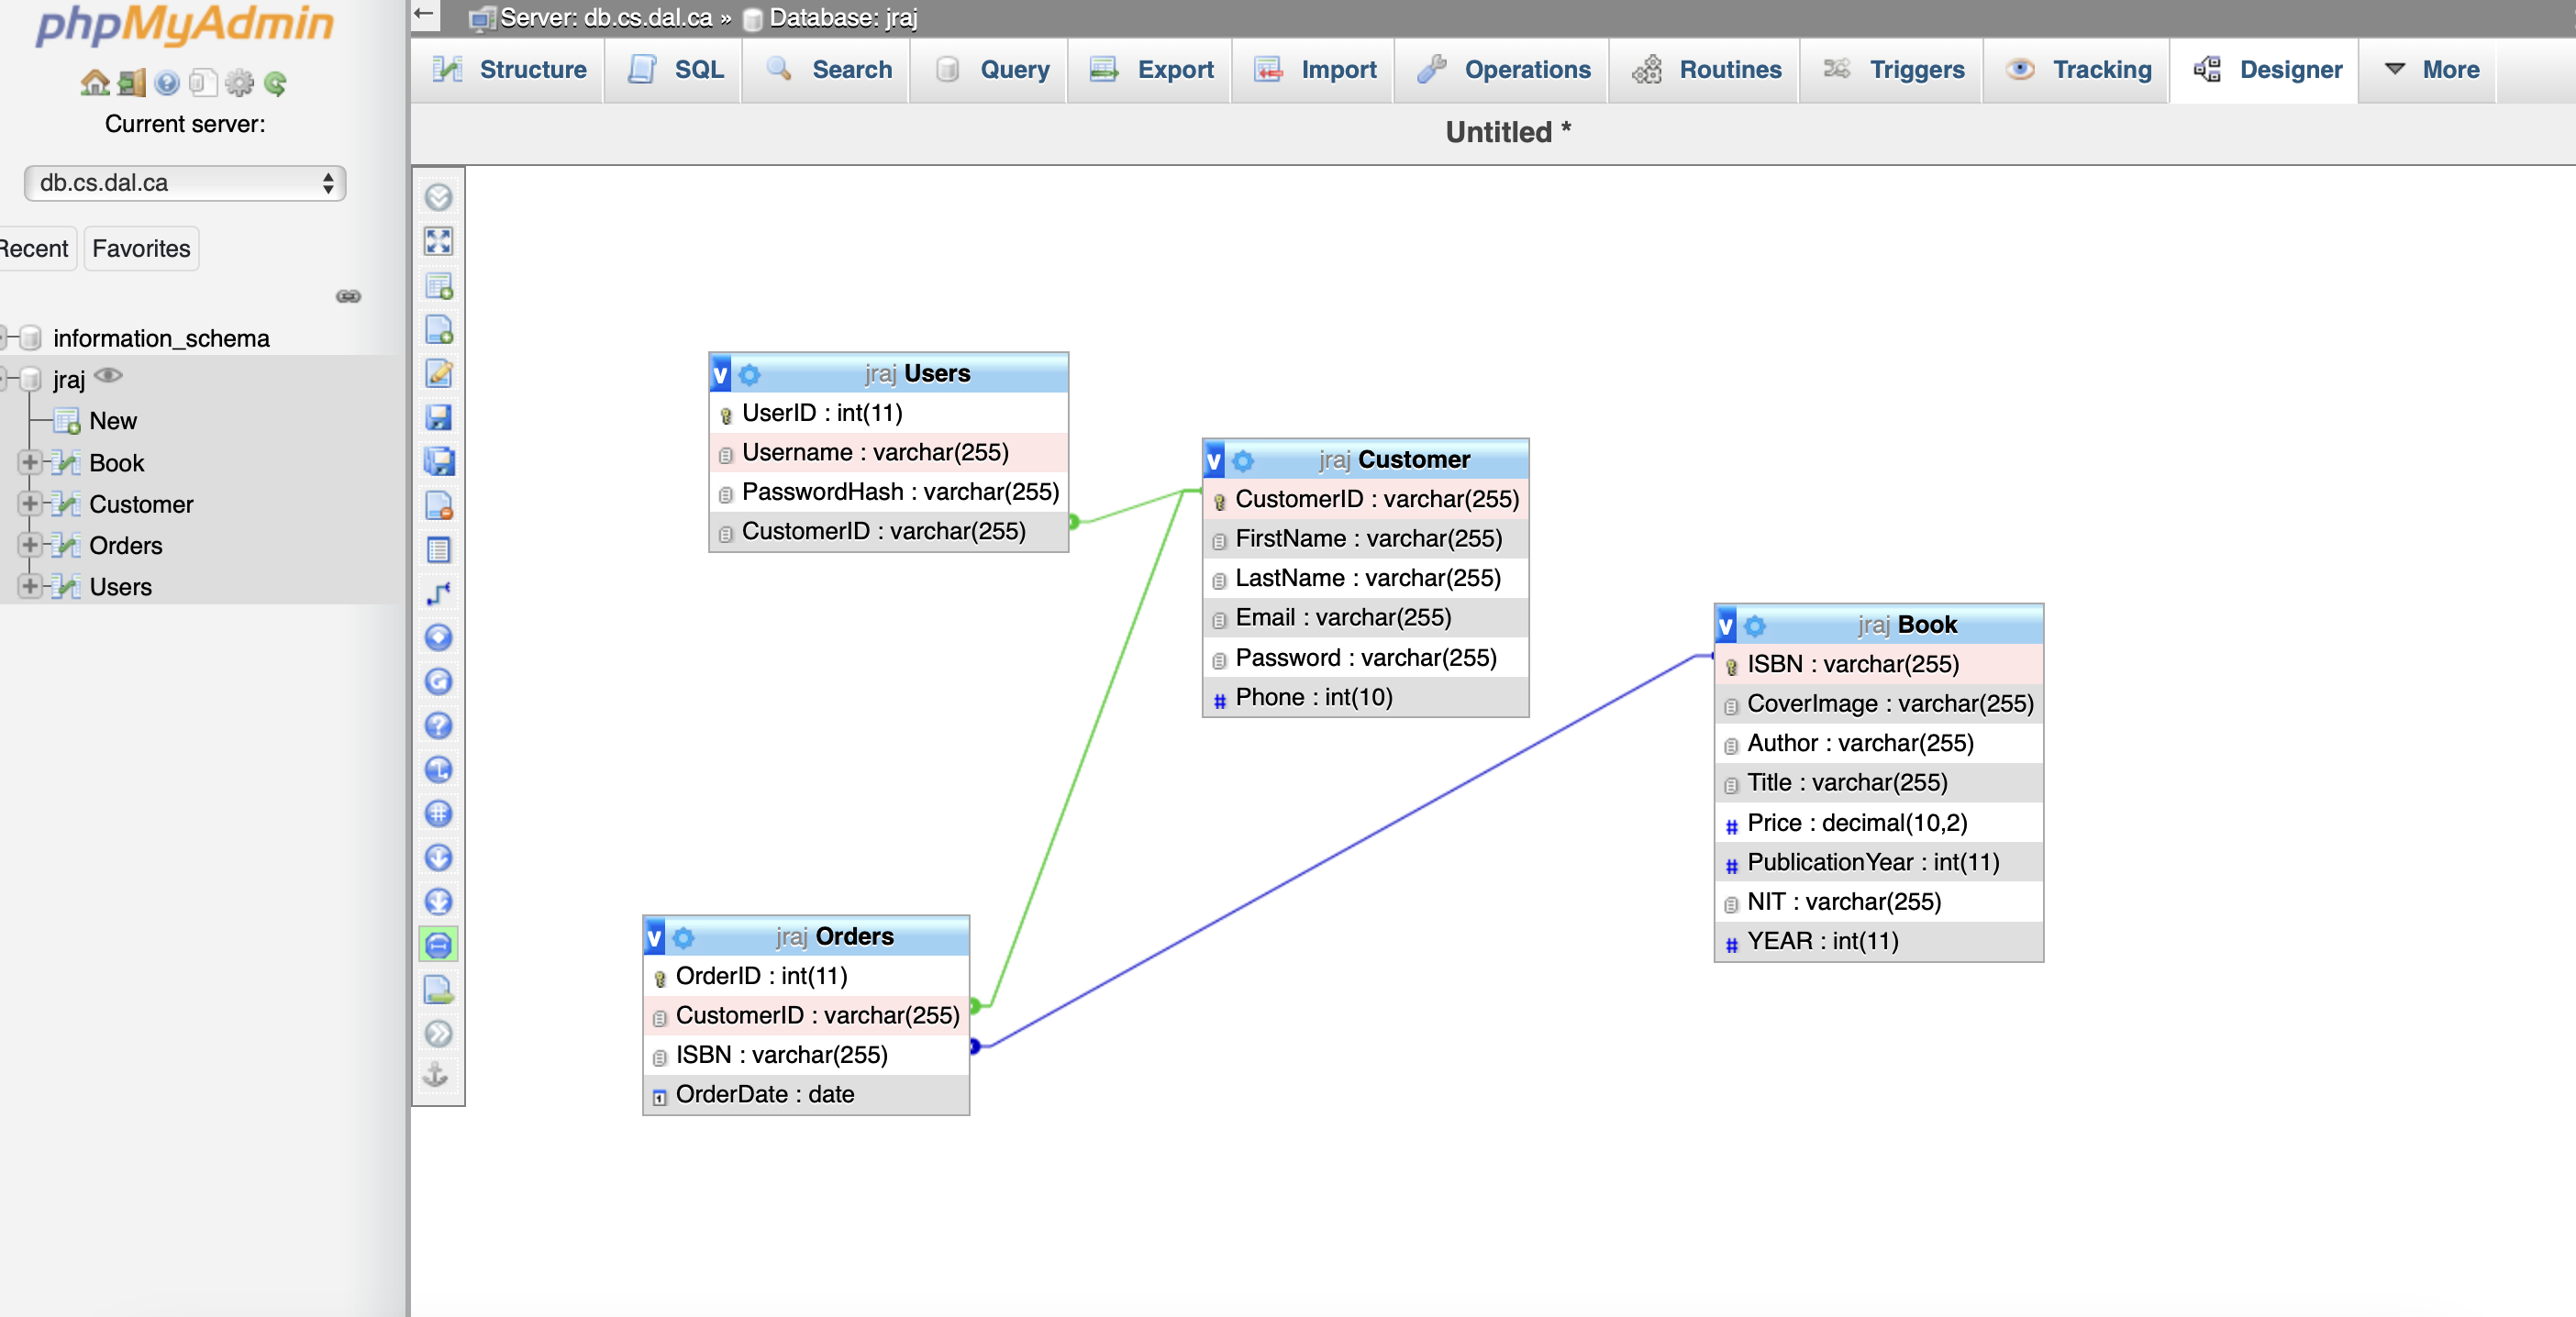 phpMyAdmin
Current server:
db.cs.dal.ca
Recent Favorites
information_schema
jraj
New
Book
Customer
Orders
Users
Server: db.cs.dal.ca » Database: jraj
Structure SQL Search Query Export Import Operations Routines Triggers Tracking Designer More
Untitled *
v jraj Users
UserID : int(11)
Username : varchar(255)
PasswordHash : varchar(255)
CustomerID : varchar(255)
v jraj Customer
CustomerID : varchar(255)
FirstName : varchar(255)
LastName : varchar(255)
Email : varchar(255)
Password : varchar(255)
# Phone : int(10)
v jraj Book
ISBN : varchar(255)
CoverImage : varchar(255)
Author : varchar(255)
Title : varchar(255)
# Price : decimal(10,2)
# PublicationYear : int(11)
NIT : varchar(255)
# YEAR : int(11)
v jraj Orders
OrderID : int(11)
CustomerID : varchar(255)
ISBN : varchar(255)
OrderDate : date